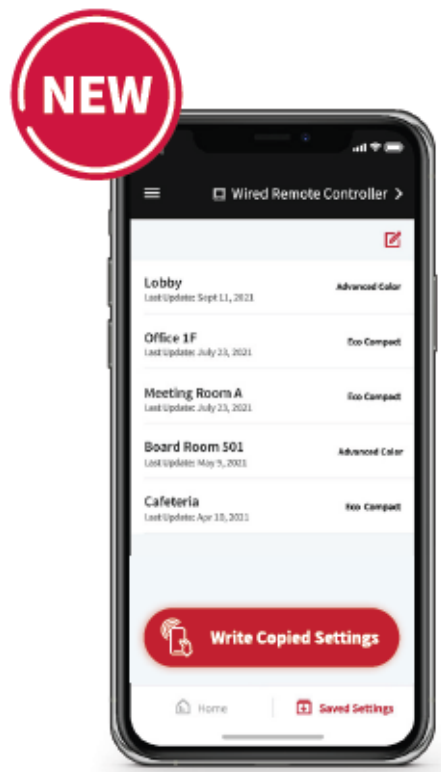 NEW
Wired Remote Controller
Lobby
Last Update: Sept 11, 2021
Advanced Color
Office 1F
Last Update: July 23, 2021
Eco Compact
Meeting Room A
Last Update: July 23, 2021
Eco Compact
Board Room 501
Last Update: May 9, 2021
Advanced Color
Cafeteria
Last Update: Apr 10, 2021
Eco Compact
Write Copied Settings
Home
Saved Settings